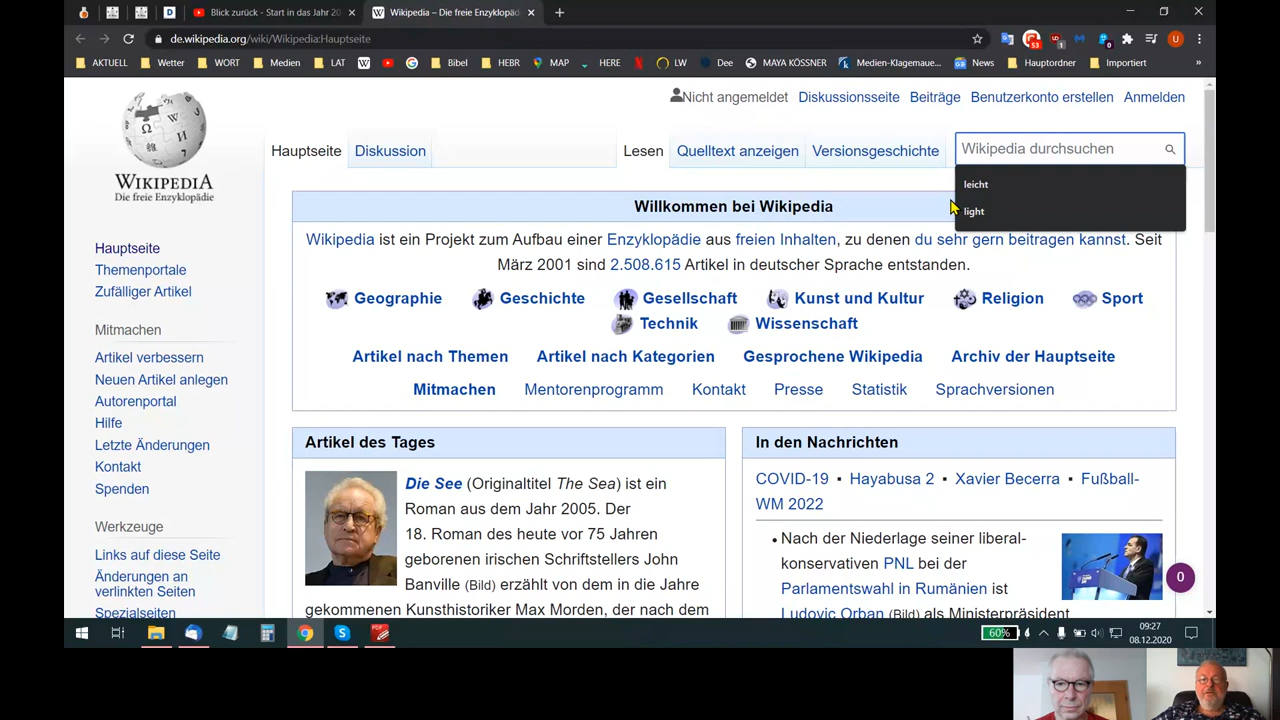 Blick zurück - Start in das Jahr 20
Wikipedia – Die freie Enzyklopäd
de.wikipedia.org/wiki/Wikipedia:Hauptseite
53
1
0
U
AKTUELL Wetter WORT Medien LAT W G Bibel HEBR MAP HERE LW Dee MAYA KÖSSNER Medien-Klagemaue... News Hauptordner Importiert »
Nicht angemeldet Diskussionsseite Beiträge Benutzerkonto erstellen Anmelden
Hauptseite Diskussion Lesen Quelltext anzeigen Versionsgeschichte Wikipedia durchsuchen
leicht
light
WIKIPEDIA
Die freie Enzyklopädie
Hauptseite
Themenportale
Zufälliger Artikel
Mitmachen
Artikel verbessern
Neuen Artikel anlegen
Autorenportal
Hilfe
Letzte Änderungen
Kontakt
Spenden
Werkzeuge
Links auf diese Seite
Änderungen an
verlinkten Seiten
Spezialseiten
Willkommen bei Wikipedia
Wikipedia ist ein Projekt zum Aufbau einer Enzyklopädie aus freien Inhalten, zu denen du sehr gern beitragen kannst. Seit
März 2001 sind 2.508.615 Artikel in deutscher Sprache entstanden.
Geographie Geschichte Gesellschaft Kunst und Kultur Religion Sport
Technik Wissenschaft
Artikel nach Themen Artikel nach Kategorien Gesprochene Wikipedia Archiv der Hauptseite
Mitmachen Mentorenprogramm Kontakt Presse Statistik Sprachversionen
Artikel des Tages
Die See (Originaltitel The Sea) ist ein
Roman aus dem Jahr 2005. Der
18. Roman des heute vor 75 Jahren
geborenen irischen Schriftstellers John
Banville (Bild) erzählt von dem in die Jahre
gekommenen Kunsthistoriker Max Morden, der nach dem
In den Nachrichten
COVID-19 ▪ Hayabusa 2 ▪ Xavier Becerra ▪ Fußball-
WM 2022
• Nach der Niederlage seiner liberal-
konservativen PNL bei der
Parlamentswahl in Rumänien ist
Ludovic Orban (Bild) als Ministerpräsident
0
60%
09:27
08.12.2020